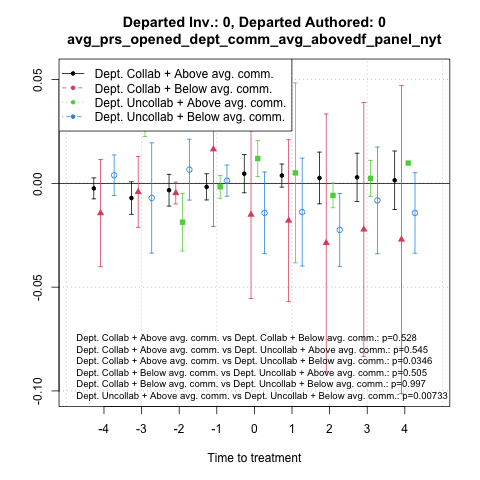 Departed Inv.: 0, Departed Authored: 0
avg_prs_opened_dept_comm_avg_abovedf_panel_nyt
Dept. Collab + Above avg. comm.
Dept. Collab + Below avg. comm.
Dept. Uncollab + Above avg. comm.
Dept. Uncollab + Below avg. comm.
0.05
0.00
-0.05
-0.10
Dept. Collab + Above avg. comm. vs Dept. Collab + Below avg. comm.: p=0.528
Dept. Collab + Above avg. comm. vs Dept. Uncollab + Above avg. comm.: p=0.545
Dept. Collab + Above avg. comm. vs Dept. Uncollab + Below avg. comm.: p=0.0346
Dept. Collab + Below avg. comm. vs Dept. Uncollab + Above avg. comm.: p=0.505
Dept. Collab + Below avg. comm. vs Dept. Uncollab + Below avg. comm.: p=0.997
Dept. Uncollab + Above avg. comm. vs Dept. Uncollab + Below avg. comm.: p=0.00733
-4 -3 -2 -1 0 1 2 3 4
Time to treatment